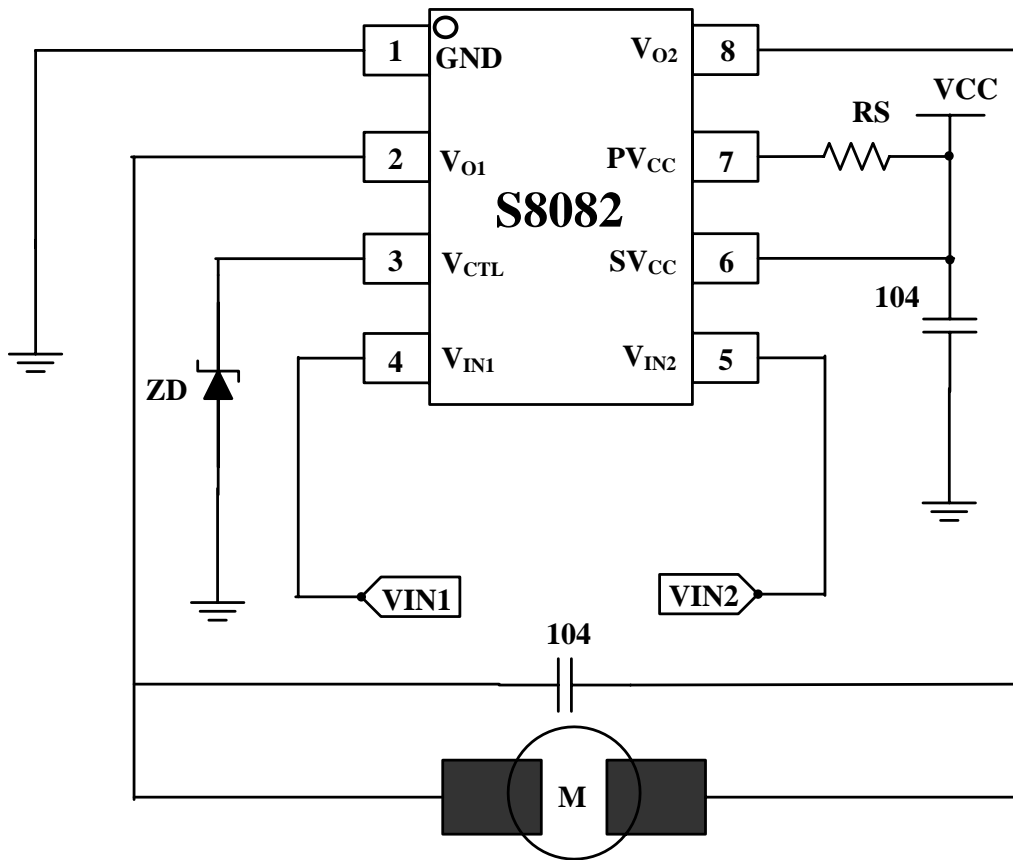 1
GND
VO2
8
VCC
RS
2
VO1
PVCC
7
S8082
3
VCTL
SVCC
6
104
4
VIN1
VIN2
5
ZD
VIN1
VIN2
104
M